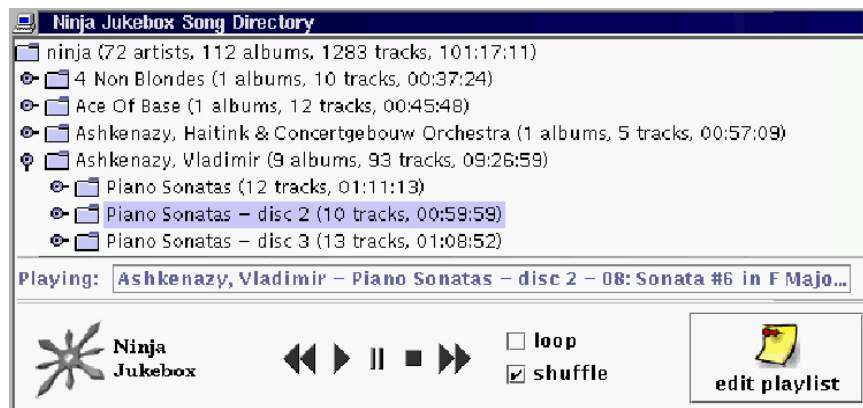 Ninja Jukebox Song Directory
ninja (72 artists, 112 albums, 1283 tracks, 101:17:11)
4 Non Blondes (1 albums, 10 tracks, 00:37:24)
Ace Of Base (1 albums, 12 tracks, 00:45:48)
Ashkenazy, Haitink & Concertgebouw Orchestra (1 albums, 5 tracks, 00:57:09)
Ashkenazy, Vladimir (9 albums, 93 tracks, 09:26:59)
Piano Sonatas (12 tracks, 01:11:13)
Piano Sonatas – disc 2 (10 tracks, 00:59:59)
Piano Sonatas – disc 3 (13 tracks, 01:08:52)
Playing: Ashkenazy, Vladimir – Piano Sonatas – disc 2 – 08: Sonata #6 in F Majo...
Ninja
Jukebox
loop
shuffle
edit playlist